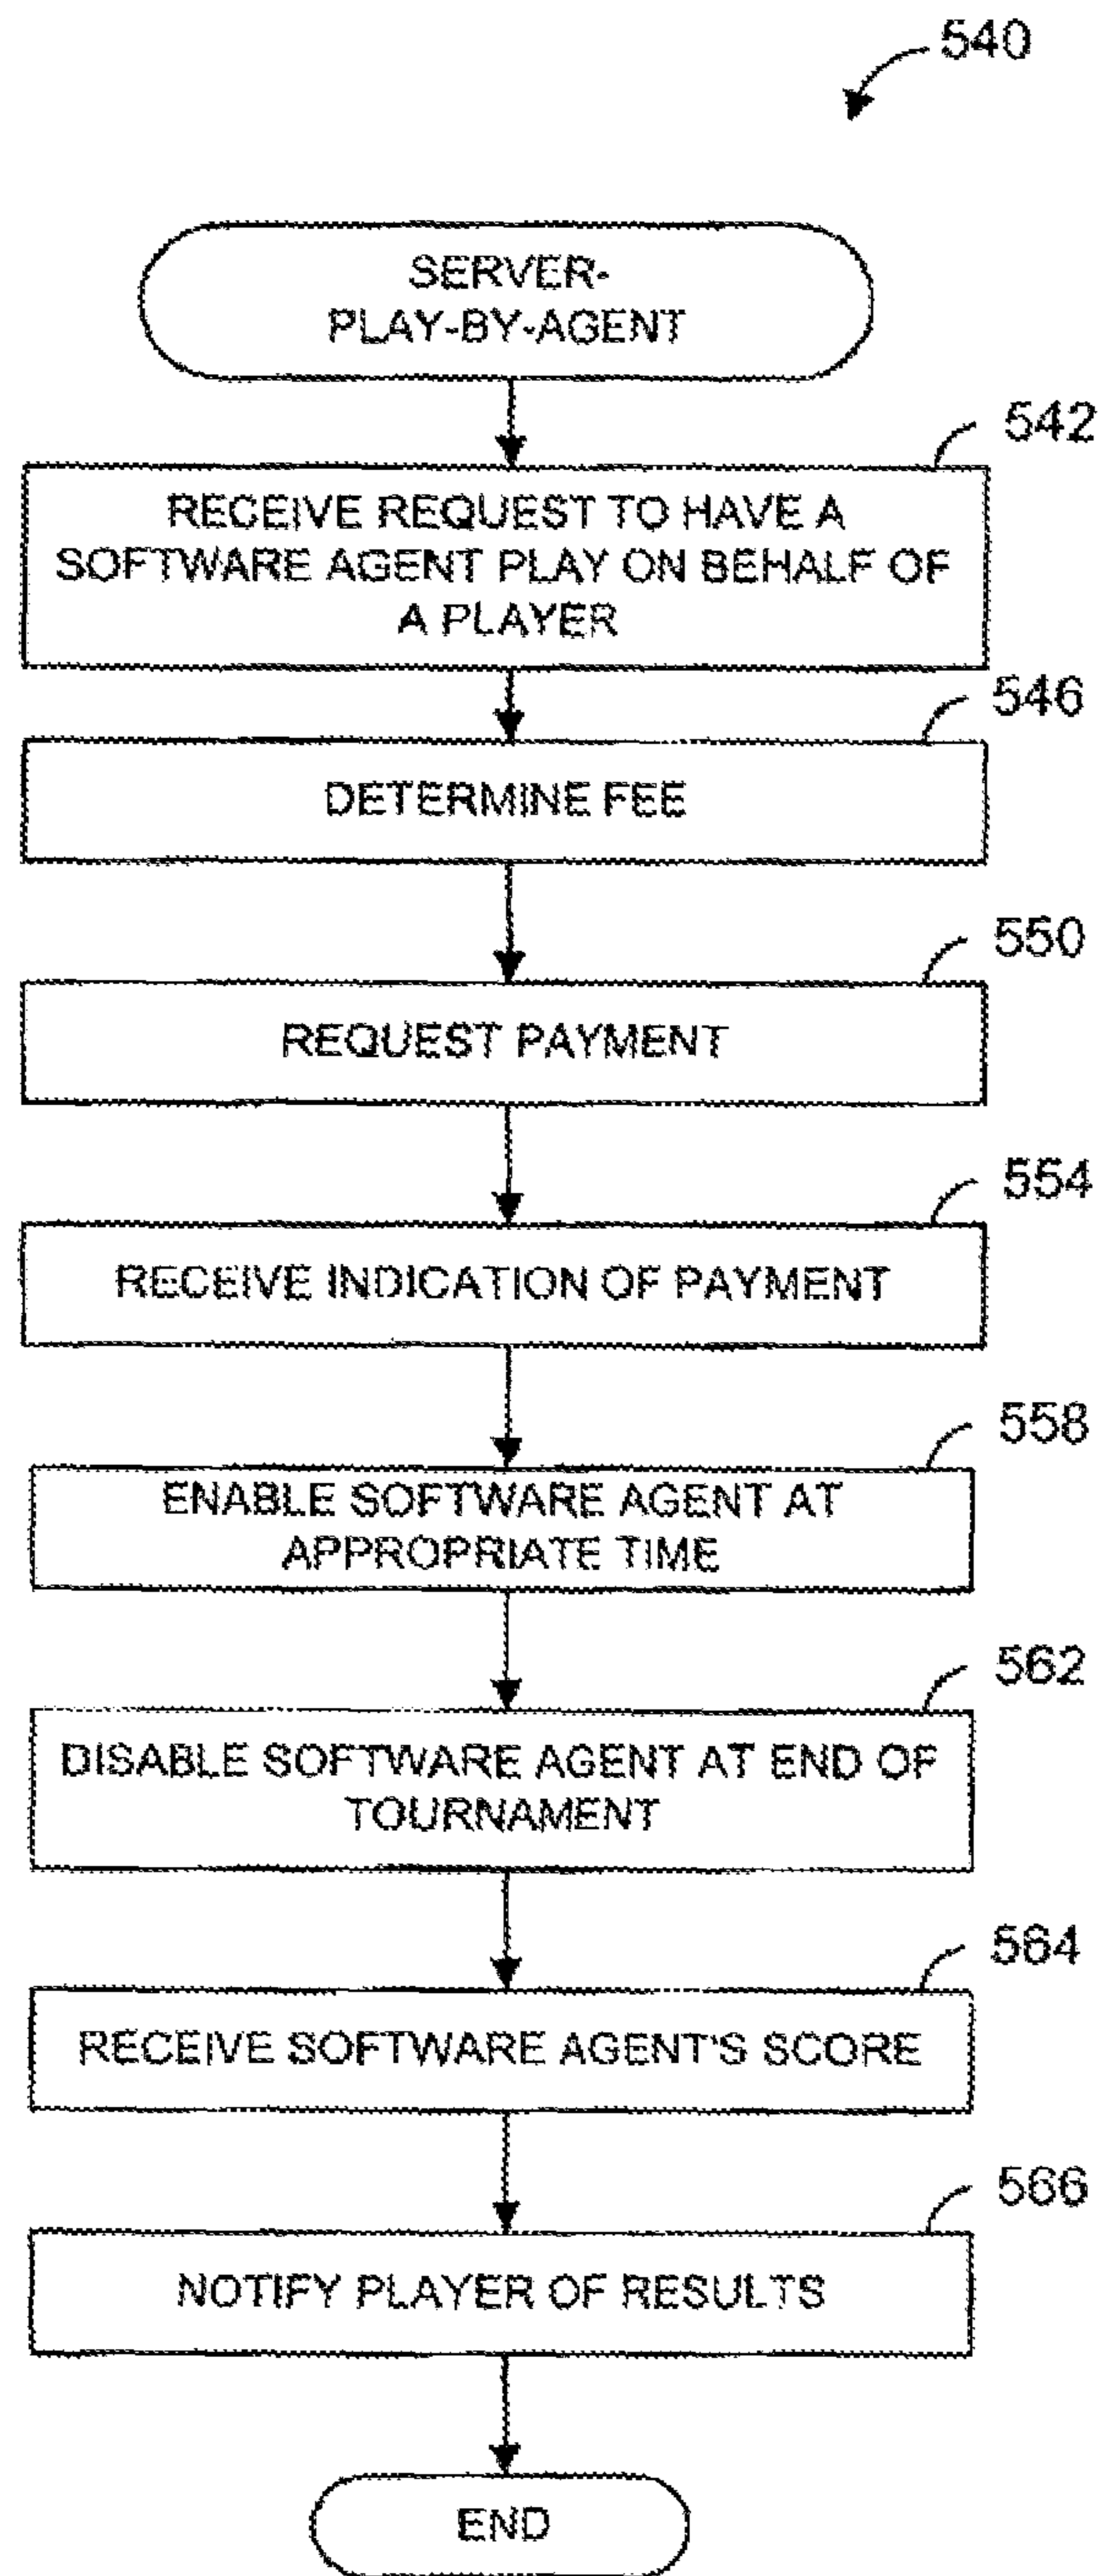 540
SERVER-
PLAY-BY-AGENT
542
RECEIVE REQUEST TO HAVE A
SOFTWARE AGENT PLAY ON BEHALF OF
A PLAYER
546
DETERMINE FEE
550
REQUEST PAYMENT
554
RECEIVE INDICATION OF PAYMENT
558
ENABLE SOFTWARE AGENT AT
APPROPRIATE TIME
562
DISABLE SOFTWARE AGENT AT END OF
TOURNAMENT
564
RECEIVE SOFTWARE AGENT'S SCORE
566
NOTIFY PLAYER OF RESULTS
END